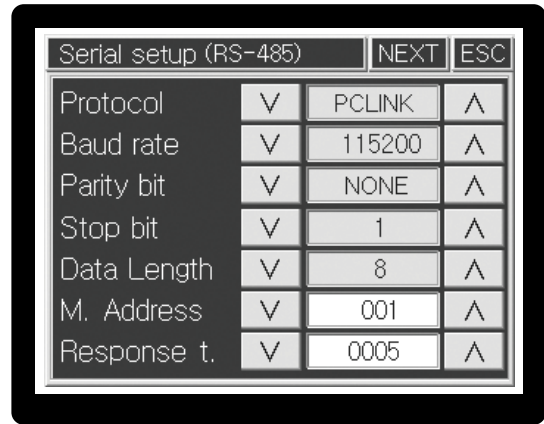 Serial setup (RS-485) NEXT ESC
Protocol V PCLINK Λ
Baud rate V 115200 Λ
Parity bit V NONE Λ
Stop bit V 1 Λ
Data Length V 8 Λ
M. Address V 001 Λ
Response t. V 0005 Λ